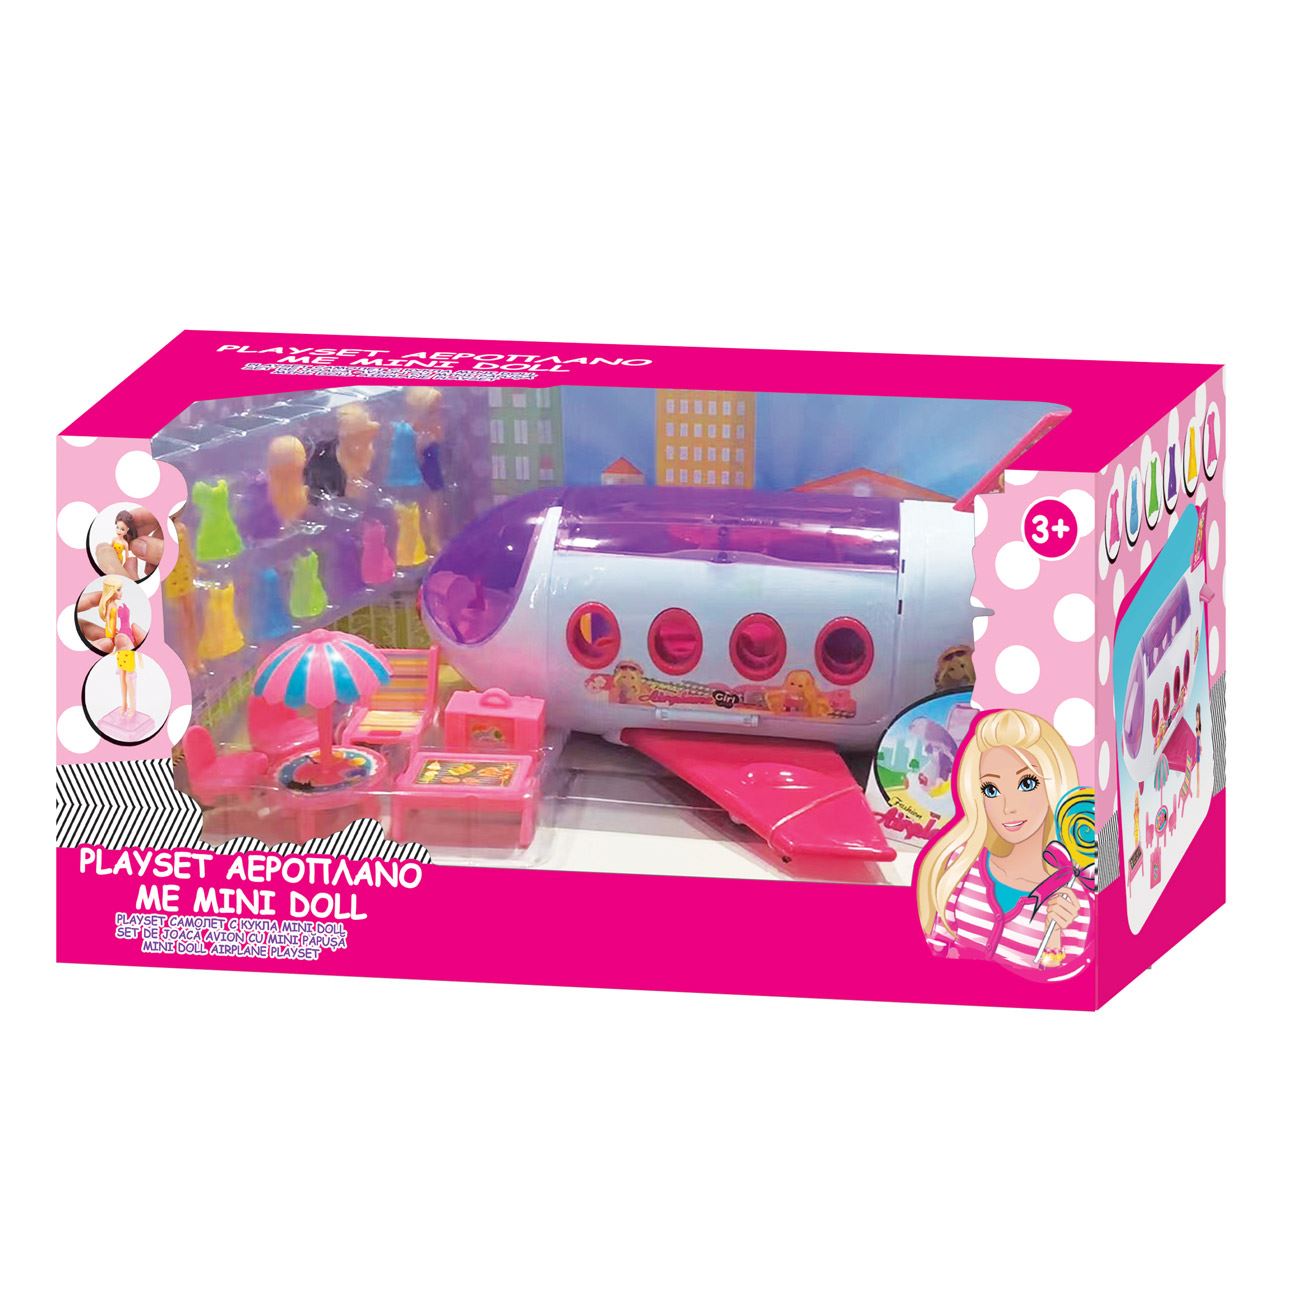 PLAYSET ΑΕΡΟΠΛΑΝΟ
ΜΕ MINI DOLL
3+
Girl
Fashion
PLAYSET ΑΕΡΟΠΛΑΝΟ
ΜΕ MINI DOLL
PLAYSET САМОЛЕТ С КУКЛА MINI DOLL
SET DE JOACĂ AVION CU MINI PĂPUȘĂ
MINI DOLL AIRPLANE PLAYSET